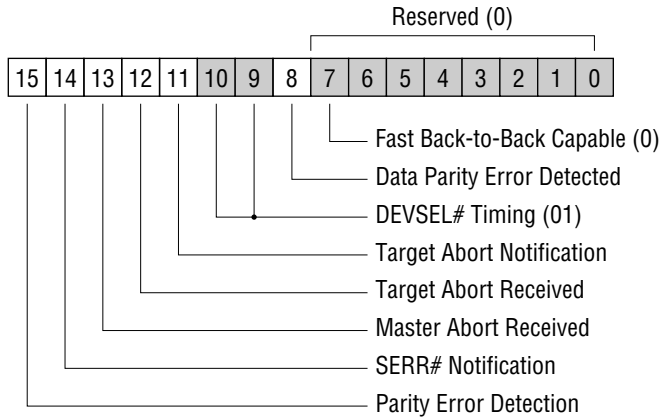 Reserved (0)
15 14 13 12 11 10 9 8 7 6 5 4 3 2 1 0
Fast Back-to-Back Capable (0)
Data Parity Error Detected
DEVSEL# Timing (01)
Target Abort Notification
Target Abort Received
Master Abort Received
SERR# Notification
Parity Error Detection